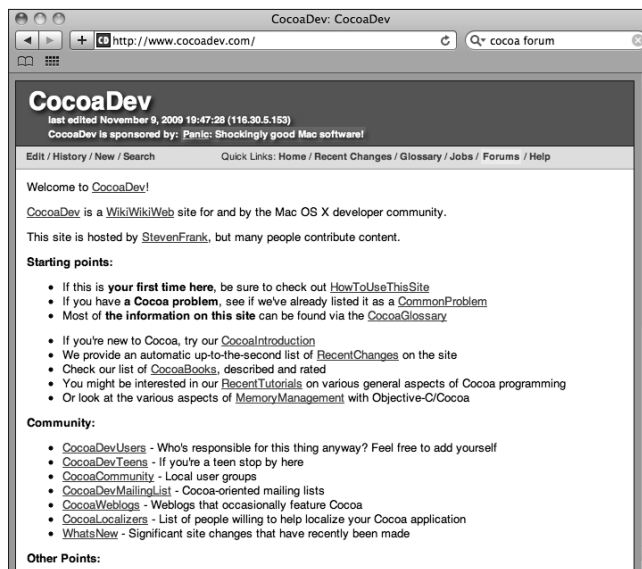 CocoaDev: CocoaDev
CD http://www.cocoadev.com/ cocoa forum
CocoaDev
last edited November 9, 2009 19:47:28 (116.30.5.153)
CocoaDev is sponsored by: Panic: Shockingly good Mac software!
Edit / History / New / Search Quick Links: Home / Recent Changes / Glossary / Jobs / Forums / Help
Welcome to CocoaDev!
CocoaDev is a WikiWikiWeb site for and by the Mac OS X developer community.
This site is hosted by StevenFrank, but many people contribute content.
Starting points:
• If this is your first time here, be sure to check out HowToUseThisSite
• If you have a Cocoa problem, see if we've already listed it as a CommonProblem
• Most of the information on this site can be found via the CocoaGlossary
• If you're new to Cocoa, try our CocoaIntroduction
• We provide an automatic up-to-the-second list of RecentChanges on the site
• Check our list of CocoaBooks, described and rated
• You might be interested in our RecentTutorials on various general aspects of Cocoa programming
• Or look at the various aspects of MemoryManagement with Objective-C/Cocoa
Community:
• CocoaDevUsers - Who's responsible for this thing anyway? Feel free to add yourself
• CocoaDevTeens - If you're a teen stop by here
• CocoaCommunity - Local user groups
• CocoaDevMailingList - Cocoa-oriented mailing lists
• CocoaWeblogs - Weblogs that occasionally feature Cocoa
• CocoaLocalizers - List of people willing to help localize your Cocoa application
• WhatsNew - Significant site changes that have recently been made
Other Points: